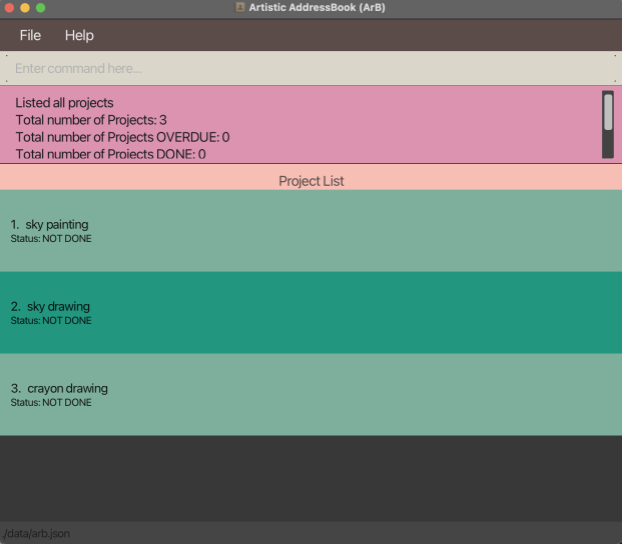 Artistic AddressBook (ArB)
File Help
Enter command here...
Listed all projects
Total number of Projects: 3
Total number of Projects OVERDUE: 0
Total number of Projects DONE: 0
Project List
1. sky painting
Status: NOT DONE
2. sky drawing
Status: NOT DONE
3. crayon drawing
Status: NOT DONE
/data/arb.json